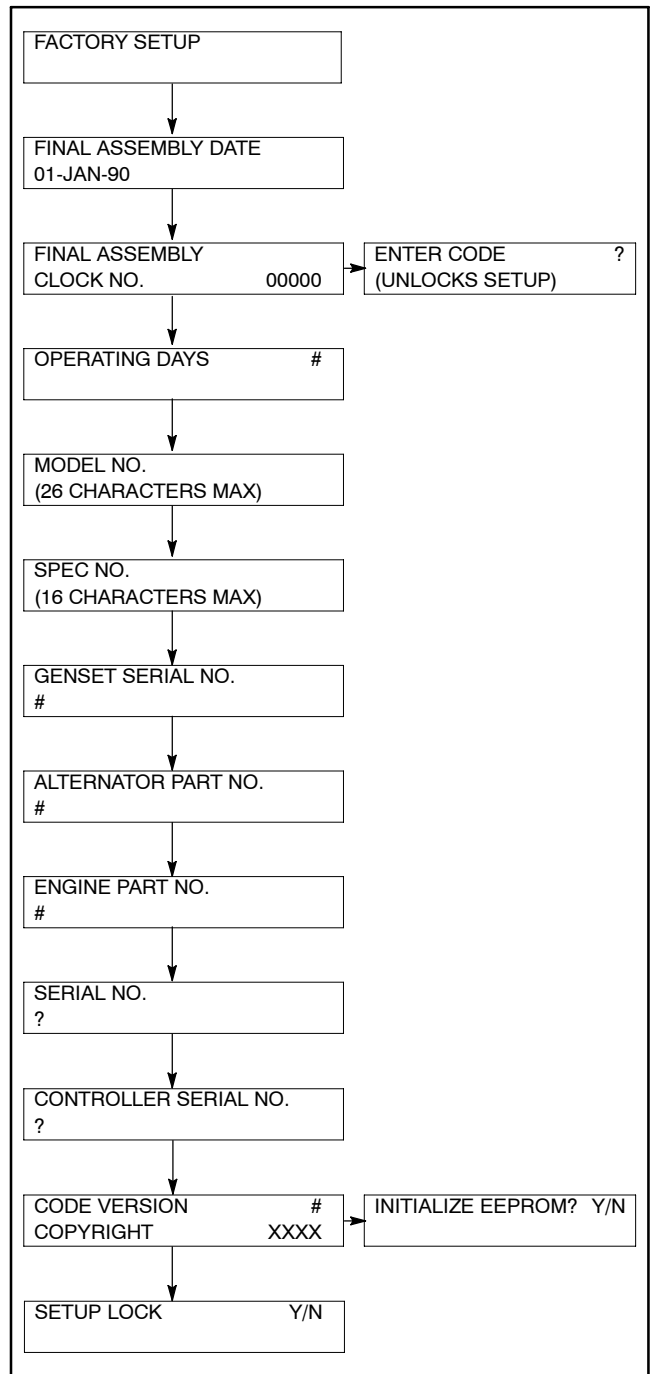 FACTORY SETUP
FINAL ASSEMBLY DATE
01-JAN-90
FINAL ASSEMBLY
CLOCK NO. 00000
ENTER CODE ?
(UNLOCKS SETUP)
OPERATING DAYS #
MODEL NO.
(26 CHARACTERS MAX)
SPEC NO.
(16 CHARACTERS MAX)
GENSET SERIAL NO.
#
ALTERNATOR PART NO.
#
ENGINE PART NO.
#
SERIAL NO.
?
CONTROLLER SERIAL NO.
?
CODE VERSION #
COPYRIGHT XXXX
INITIALIZE EEPROM? Y/N
SETUP LOCK Y/N